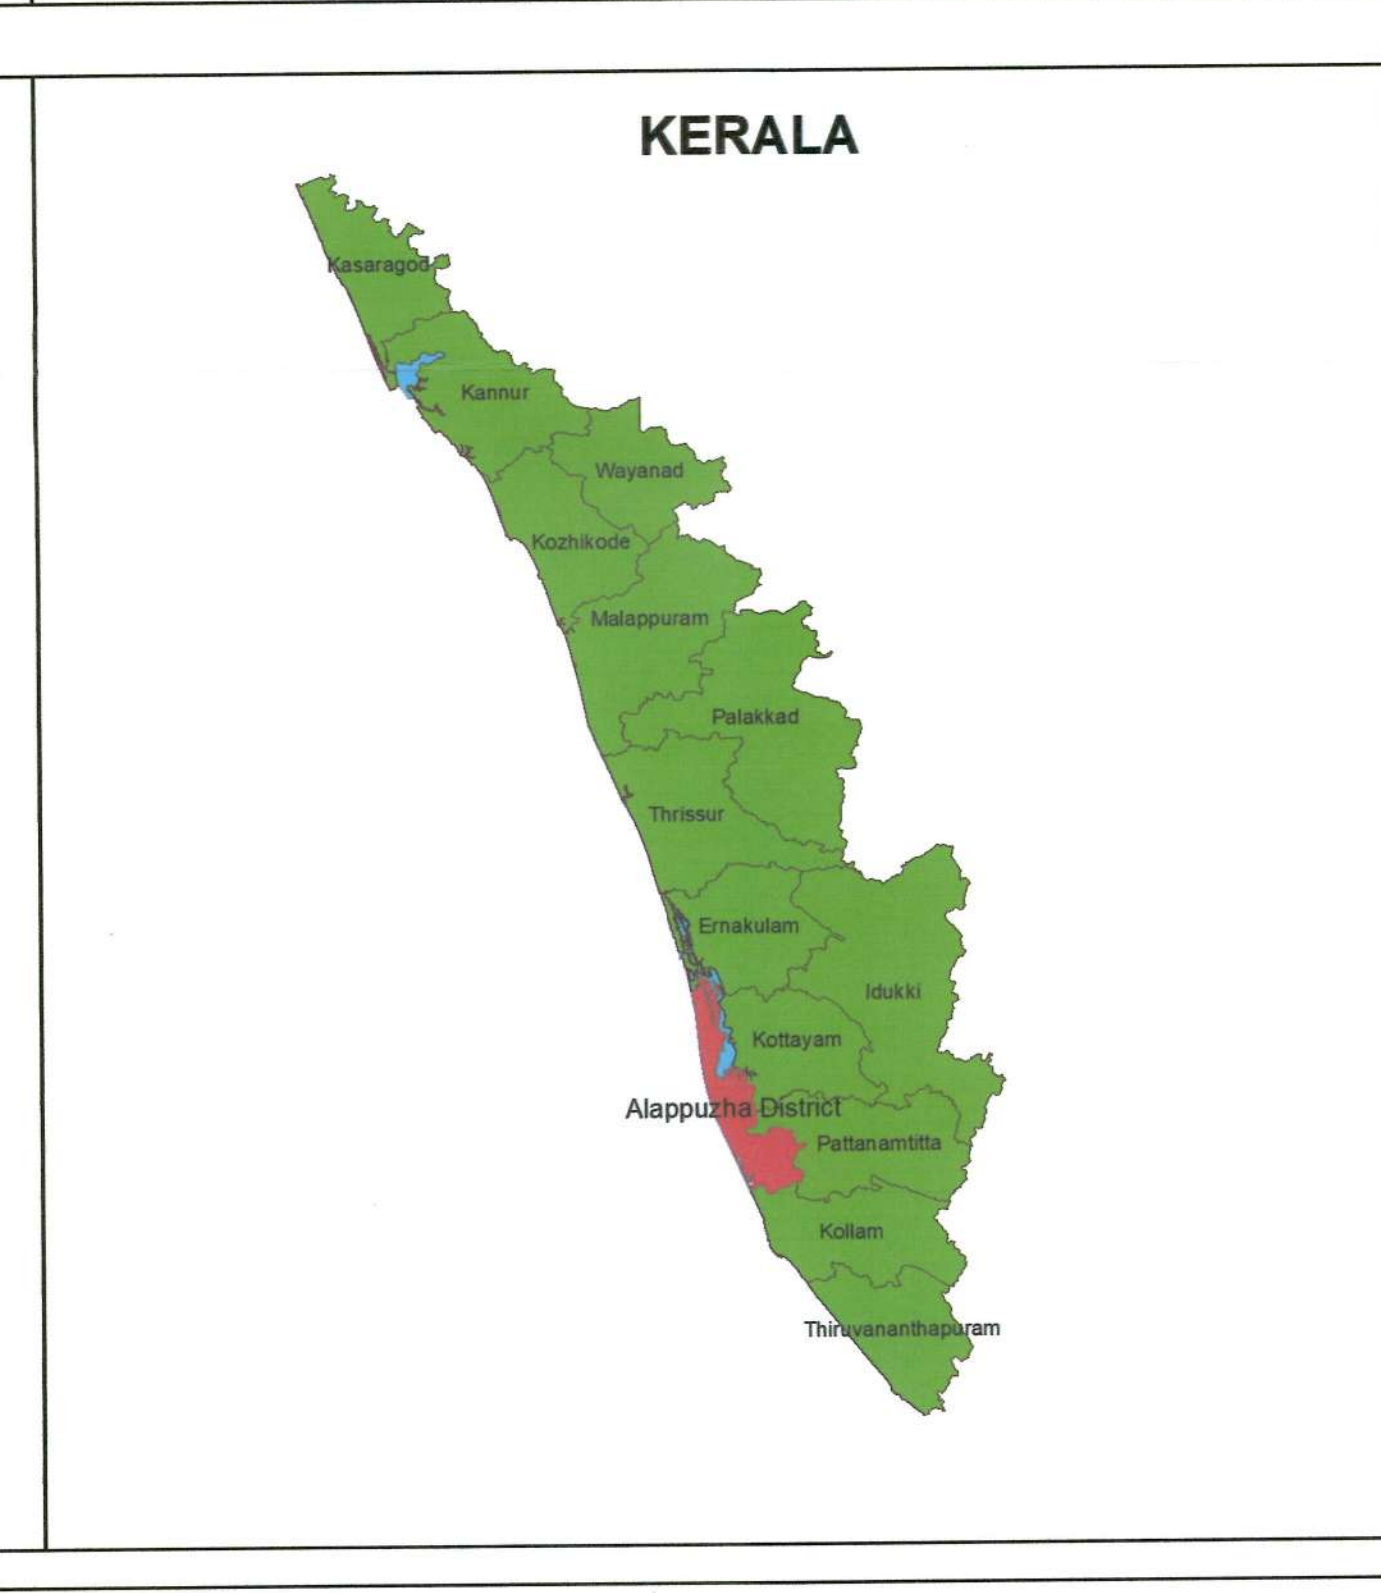 KERALA
Kasaragod
Kannur
Wayanad
Kozhikode
Malappuram
Palakkad
Thrissur
Ernakulam
Idukki
Kottayam
Alappuzha District
Pattanamtitta
Kollam
Thiruvananthapuram